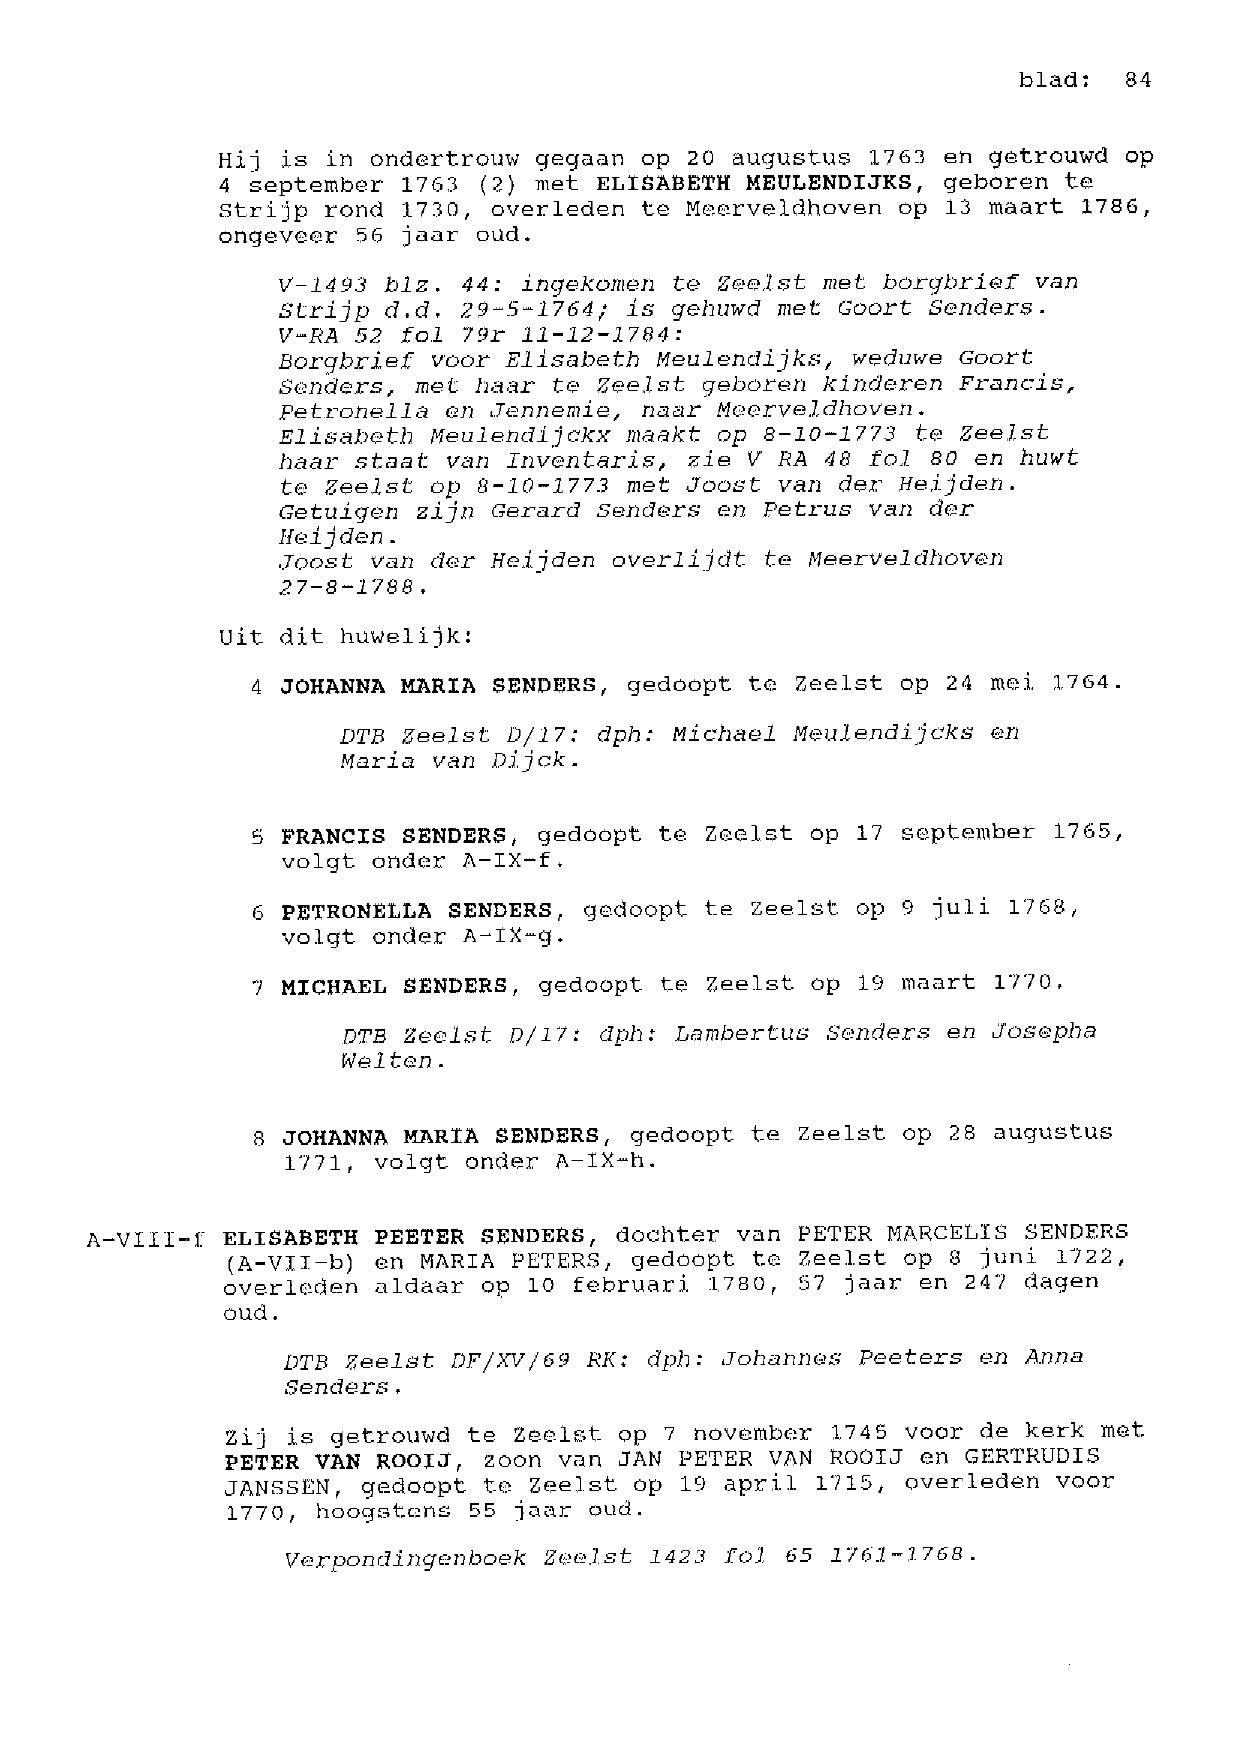 blad: 84
Hij is in ondertrouw gegaan op 20 augustus 1763 en getrouwd op
4 september 1763 (2) met ELISABETH MEULENDIJKS, geboren te
Strijp rond 1730, overleden te Meerveldhoven op 13 maart 1786,
ongeveer 56 jaar oud.
V-1493 blz. 44: ingekomen te Zeelst met borgbrief van
Strijp d.d. 29-5-1764; is gehuwd met Goort Senders.
V-RA 52 fol 79r 11-12-1784:
Borgbrief voor Elisabeth Meulendijks, weduwe Goort
Senders, met haar te Zeelst geboren kinderen Francis,
Petronella en Jennemie, naar Meerveldhoven.
Elisabeth Meulendijckx maakt op 8-10-1773 te Zeelst
haar staat van Inventaris, zie V RA 48 fol 80 en huwt
te Zeelst op 8-10-1773 met Joost van der Heijden.
Getuigen zijn Gerard Senders en Petrus van der
Heijden.
Joost van der Heijden overlijdt te Meerveldhoven
27-8-1788.
Uit dit huwelijk:
4 JOHANNA MARIA SENDERS, gedoopt te Zeelst op 24 mei 1764.
DTB Zeelst D/17: dph: Michael Meulendijcks en
Maria van Dijck.
5 FRANCIS SENDERS, gedoopt te Zeelst op 17 september 1765,
volgt onder A-IX-f.
6 PETRONELLA SENDERS, gedoopt te Zeelst op 9 juli 1768,
volgt onder A-IX-g.
7 MICHAEL SENDERS, gedoopt te Zeelst op 19 maart 1770.
DTB Zeelst D/17: dph: Lambertus Senders en Josepha
Welten.
8 JOHANNA MARIA SENDERS, gedoopt te Zeelst op 28 augustus
1771, volgt onder A-IX-h.
A-VIII-f ELISABETH PEETER SENDERS, dochter van PETER MARCELIS SENDERS
(A-VII-b) en MARIA PETERS, gedoopt te Zeelst op 8 juni 1722,
overleden aldaar op 10 februari 1780, 57 jaar en 247 dagen
oud.
DTB Zeelst DF/XV/69 RK: dph: Johannes Peeters en Anna
Senders.
Zij is getrouwd te Zeelst op 7 november 1745 voor de kerk met
PETER VAN ROOIJ, zoon van JAN PETER VAN ROOIJ en GERTRUDIS
JANSSEN, gedoopt te Zeelst op 19 april 1715, overleden voor
1770, hoogstens 55 jaar oud.
Verpondingenboek Zeelst 1423 fol 65 1761-1768.